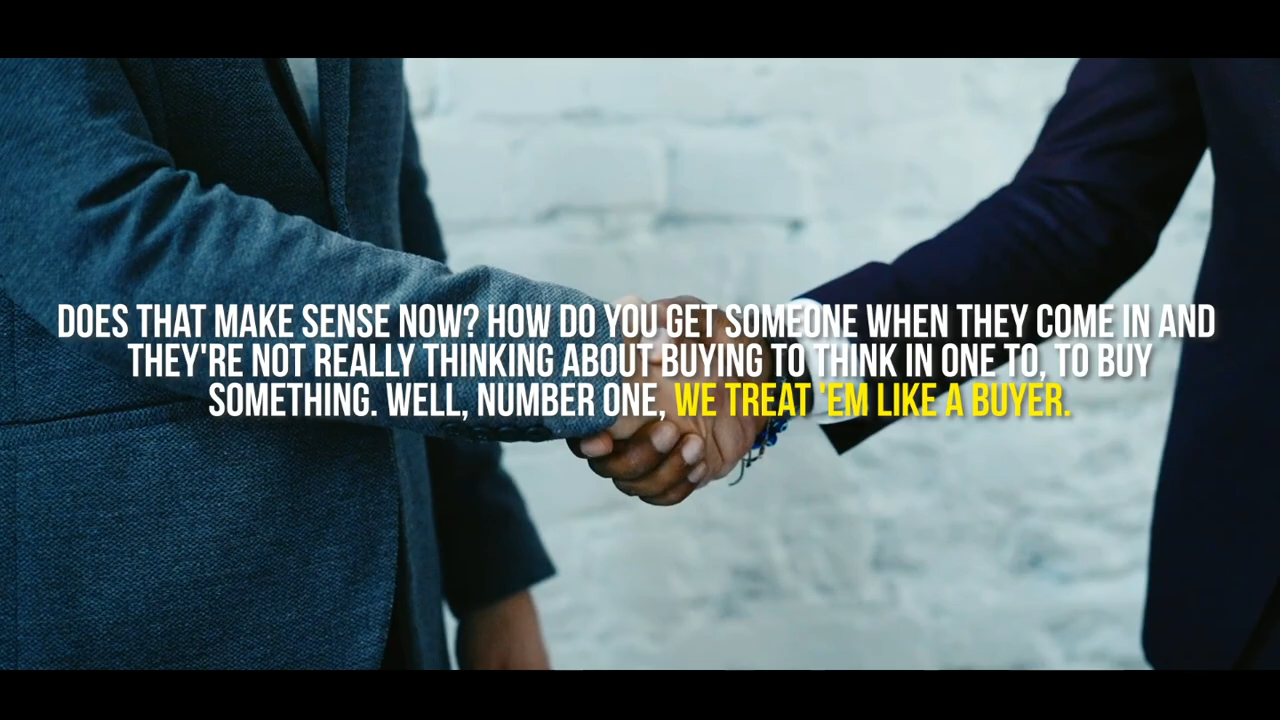 DOES THAT MAKE SENSE NOW? HOW DO YOU GET SOMEONE WHEN THEY COME IN AND
THEY'RE NOT REALLY THINKING ABOUT BUYING TO THINK IN ONE TO, TO BUY
SOMETHING. WELL, NUMBER ONE, WE TREAT 'EM LIKE A BUYER.